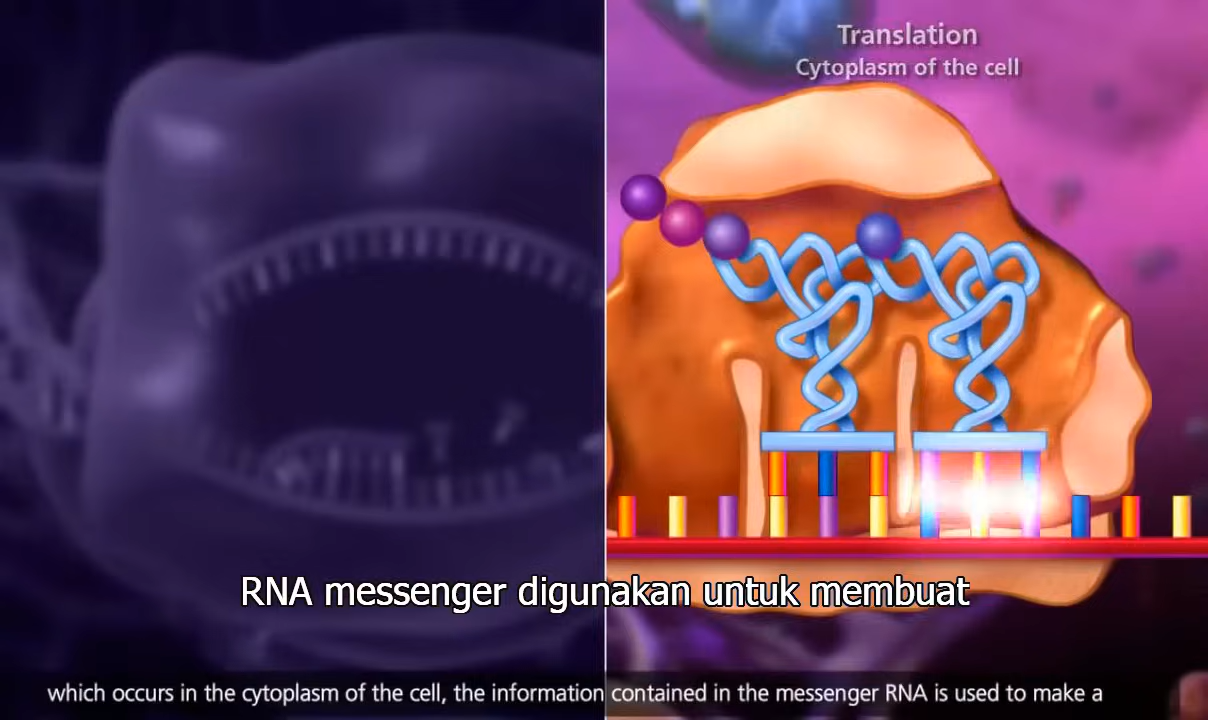 Translation
Cytoplasm of the cell
RNA messenger digunakan untuk membuat
which occurs in the cytoplasm of the cell, the information contained in the messenger RNA is used to make a